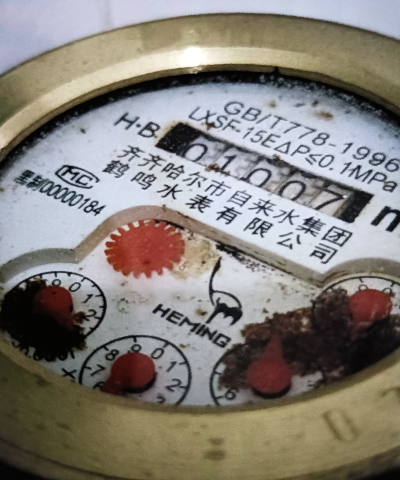 GB/T778-1996
LXSF-15EΔP≤0.1MPa
H·B
01007 m
齐齐哈尔市自来水集团
鹤鸣水表有限公司
MC
00000184
HEMING